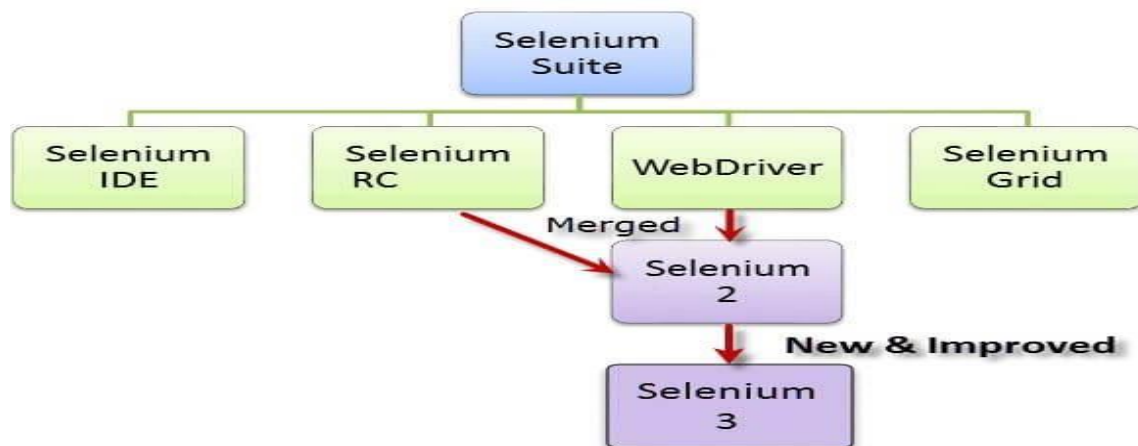 Selenium
Suite
Selenium
IDE
Selenium
RC
WebDriver
Selenium
Grid
Merged
Selenium
2
New & Improved
Selenium
3